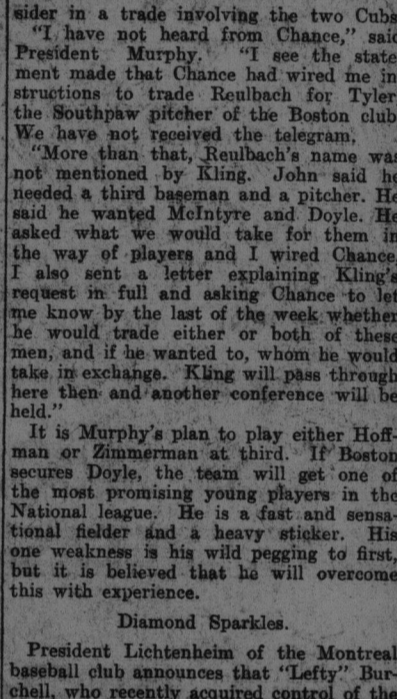 sider in a trade involving the two Cubs
"I have not heard from Chance," said
President Murphy. "I see the state-
ment made that Chance had wired me in
structions to trade Reulbach for Tyler
the Southpaw pitcher of the Boston club
We have not received the telegram,
"More than that, Reulbach's name was
not mentioned by Kling. John said he
needed a third baseman and a pitcher. He
said he wanted McIntyre and Doyle. He
asked what we would take for them in
the way of players and I wired Chance.
I also sent a letter explaining Kling's
request in full and asking Chance to let
me know by the last of the week whether
he would trade either or both of these
men, and if he wanted to, whom he would
take in exchange. Kling will pass through
here then and another conference will be
held."
It is Murphy's plan to play either Hoff-
man or Zimmerman at third. If Boston
secures Doyle, the team will get one of
the most promising young players in the
National league. He is a fast and sensa-
tional fielder and a heavy sticker. His
one weakness is his wild pegging to first,
but it is believed that he will overcome
this with experience.
Diamond Sparkles.
President Lichtenheim of the Montreal
baseball club announces that "Lefty" Bur-
chell, who recently acquired control of the